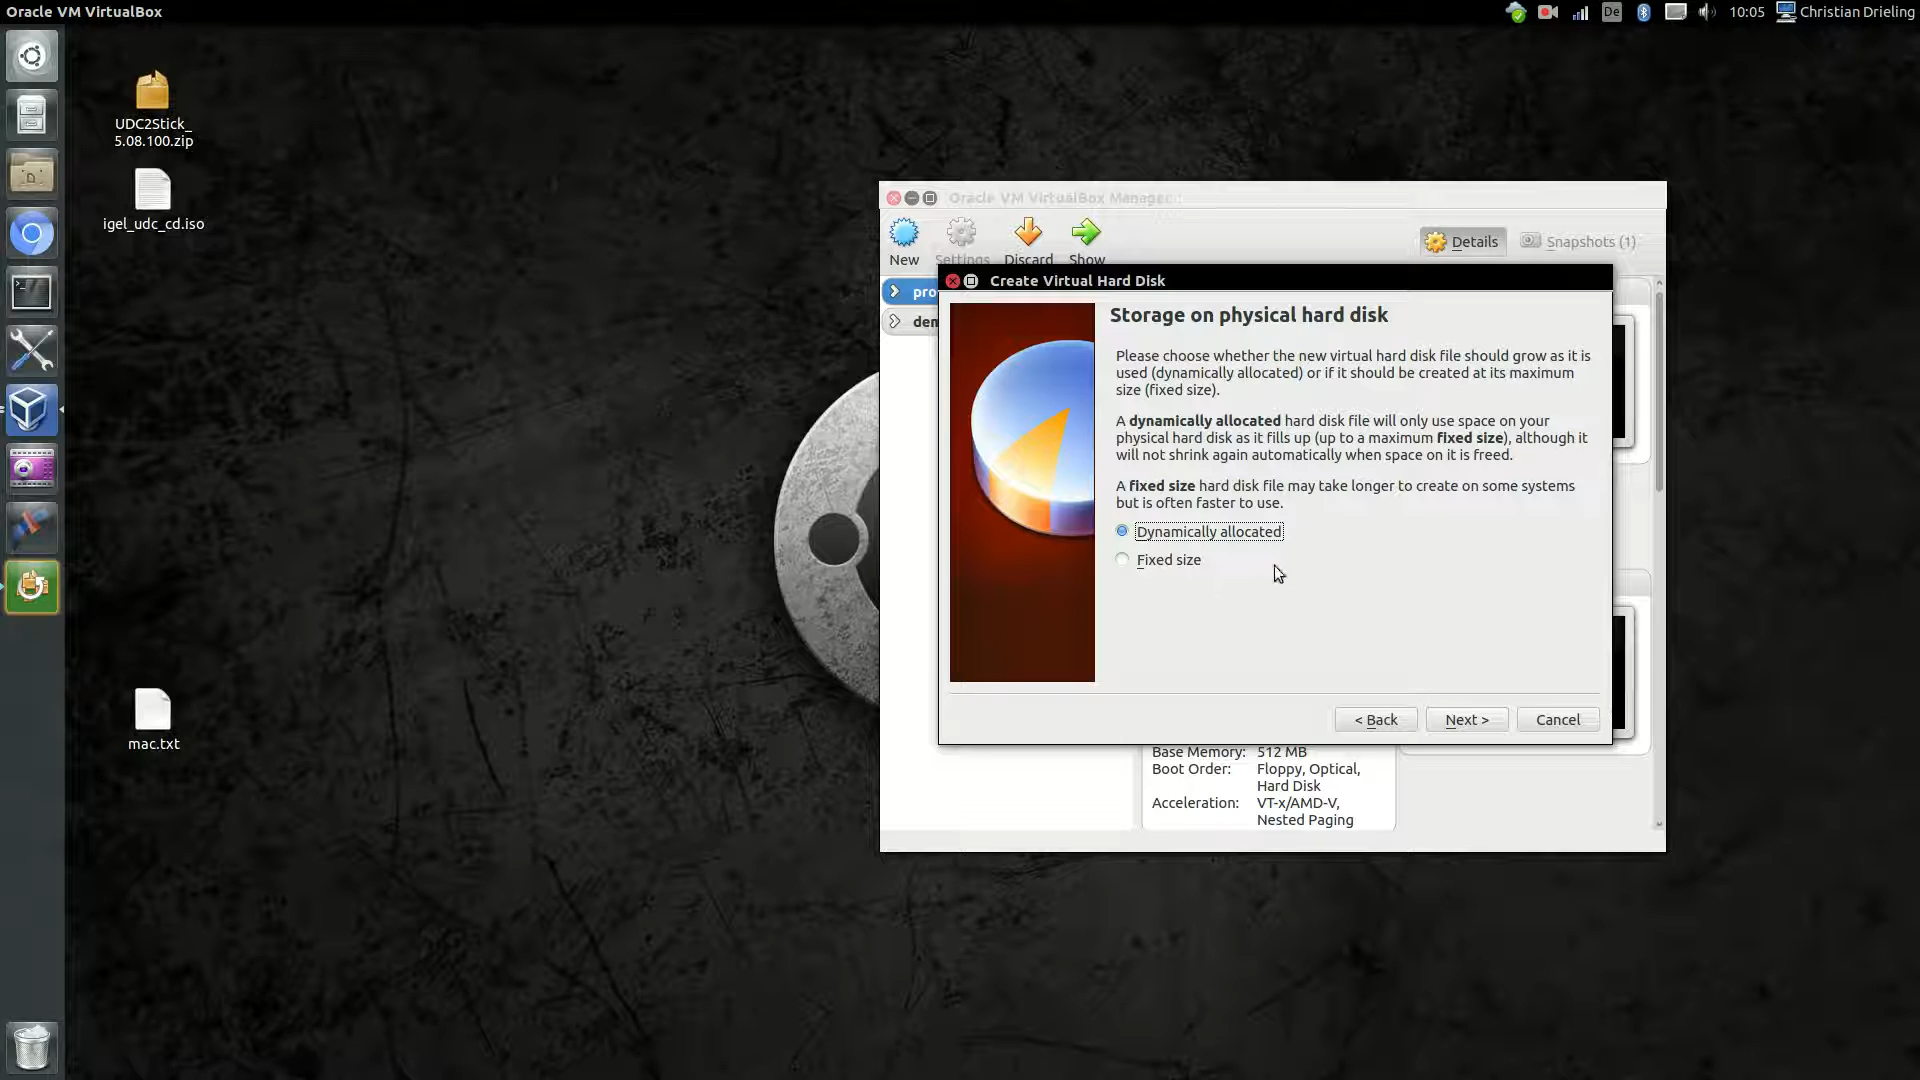 Oracle VM VirtualBox
De
10:05
Christian Drieling
UDC2Stick_
5.08.100.zip
igel_udc_cd.iso
mac.txt
Oracle VM VirtualBox Manager
New
Settings
Discard
Show
Details
Snapshots (1)
pro
den
Create Virtual Hard Disk
Storage on physical hard disk
Please choose whether the new virtual hard disk file should grow as it is
used (dynamically allocated) or if it should be created at its maximum
size (fixed size).
A dynamically allocated hard disk file will only use space on your
physical hard disk as it fills up (up to a maximum fixed size), although it
will not shrink again automatically when space on it is freed.
A fixed size hard disk file may take longer to create on some systems
but is often faster to use.
Dynamically allocated
Fixed size
< Back
Next >
Cancel
Base Memory: 512 MB
Boot Order: Floppy, Optical,
Hard Disk
Acceleration: VT-x/AMD-V,
Nested Paging